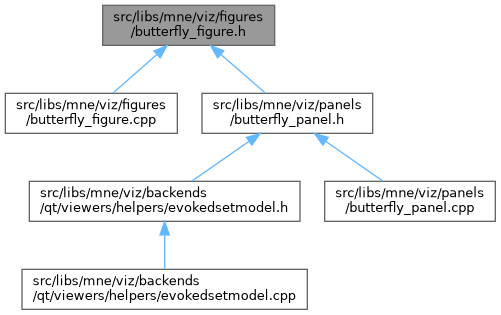 src/libs/mne/viz/figures
/butterfly_figure.h
src/libs/mne/viz/figures
/butterfly_figure.cpp
src/libs/mne/viz/panels
/butterfly_panel.h
src/libs/mne/viz/backends
/qt/viewers/helpers/evokedsetmodel.h
src/libs/mne/viz/panels
/butterfly_panel.cpp
src/libs/mne/viz/backends
/qt/viewers/helpers/evokedsetmodel.cpp